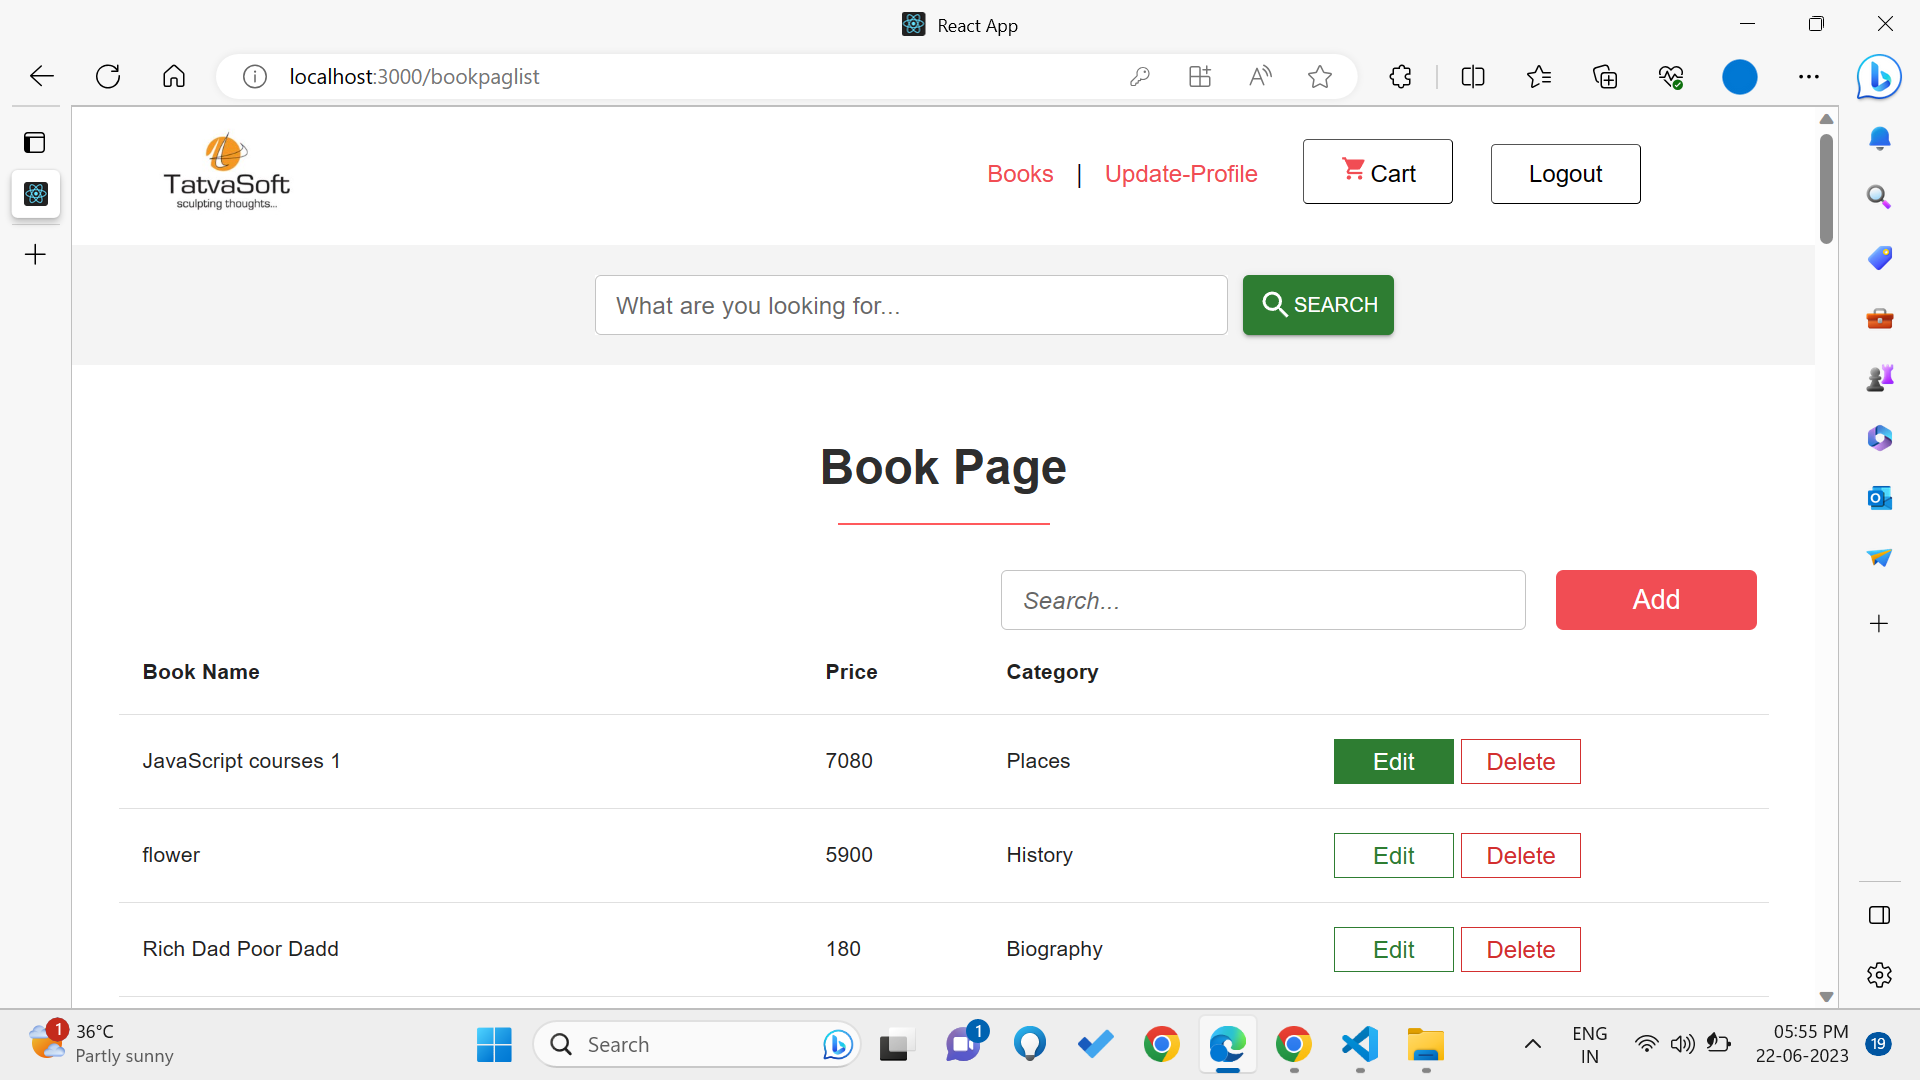 React App
localhost:3000/bookpaglist
TatvaSoft
sculpting thoughts...
Books | Update-Profile
Cart
Logout
What are you looking for...
SEARCH
Book Page
Search...
Add
Book Name Price Category
JavaScript courses 1 7080 Places Edit Delete
flower 5900 History Edit Delete
Rich Dad Poor Dadd 180 Biography Edit Delete
1
36°C
Partly sunny
Search
1
ENG
IN
05:55 PM
22-06-2023
19